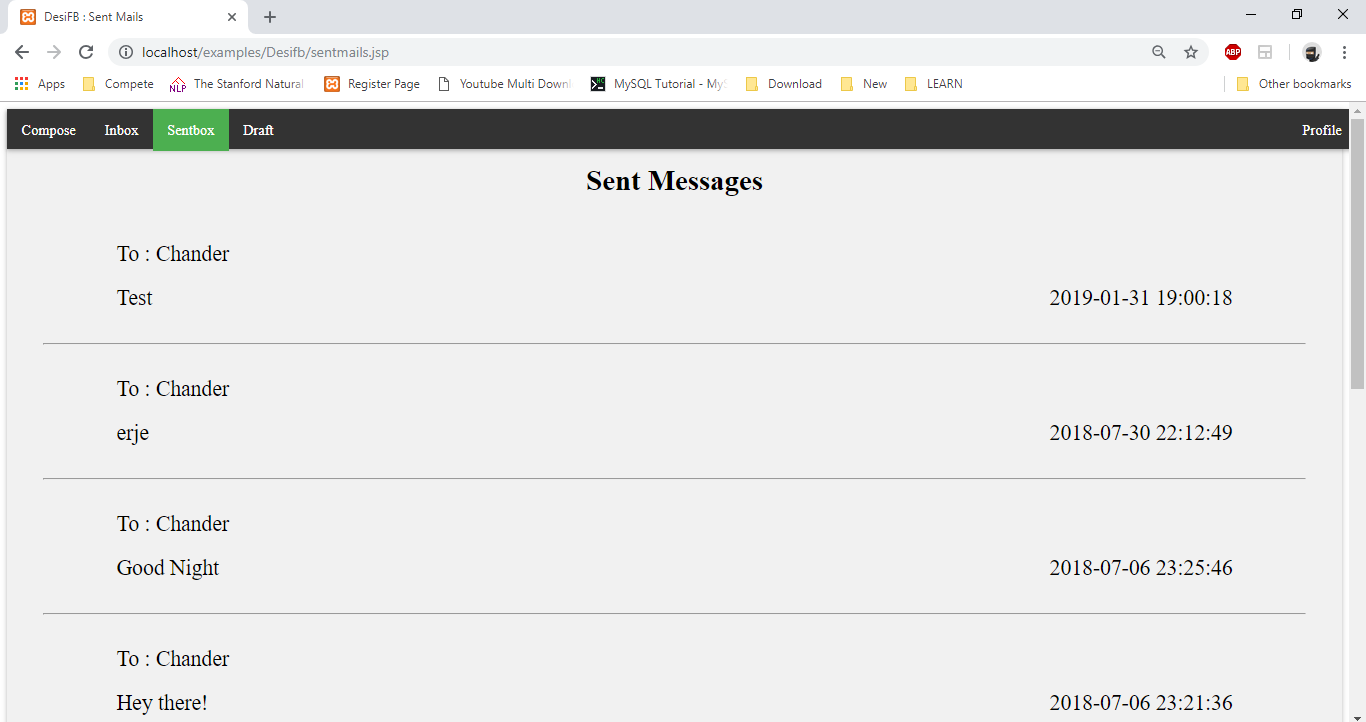 DesiFB : Sent Mails
localhost/examples/Desifb/sentmails.jsp
ABP
Apps Compete NLP The Stanford Natural Register Page Youtube Multi Downl MySQL Tutorial - My Download New LEARN Other bookmarks
Compose Inbox Sentbox Draft Profile
Sent Messages
To : Chander
Test 2019-01-31 19:00:18
To : Chander
erje 2018-07-30 22:12:49
To : Chander
Good Night 2018-07-06 23:25:46
To : Chander
Hey there! 2018-07-06 23:21:36